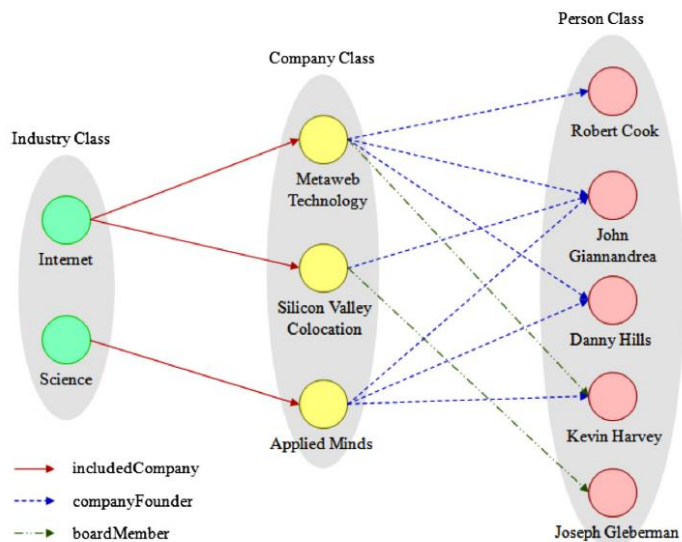 Person Class
Company Class
Industry Class
Robert Cook
Metaweb
Technology
John
Giannandrea
Internet
Silicon Valley
Colocation
Danny Hills
Science
Applied Minds
Kevin Harvey
includedCompany
companyFounder
boardMember
Joseph Gleberman